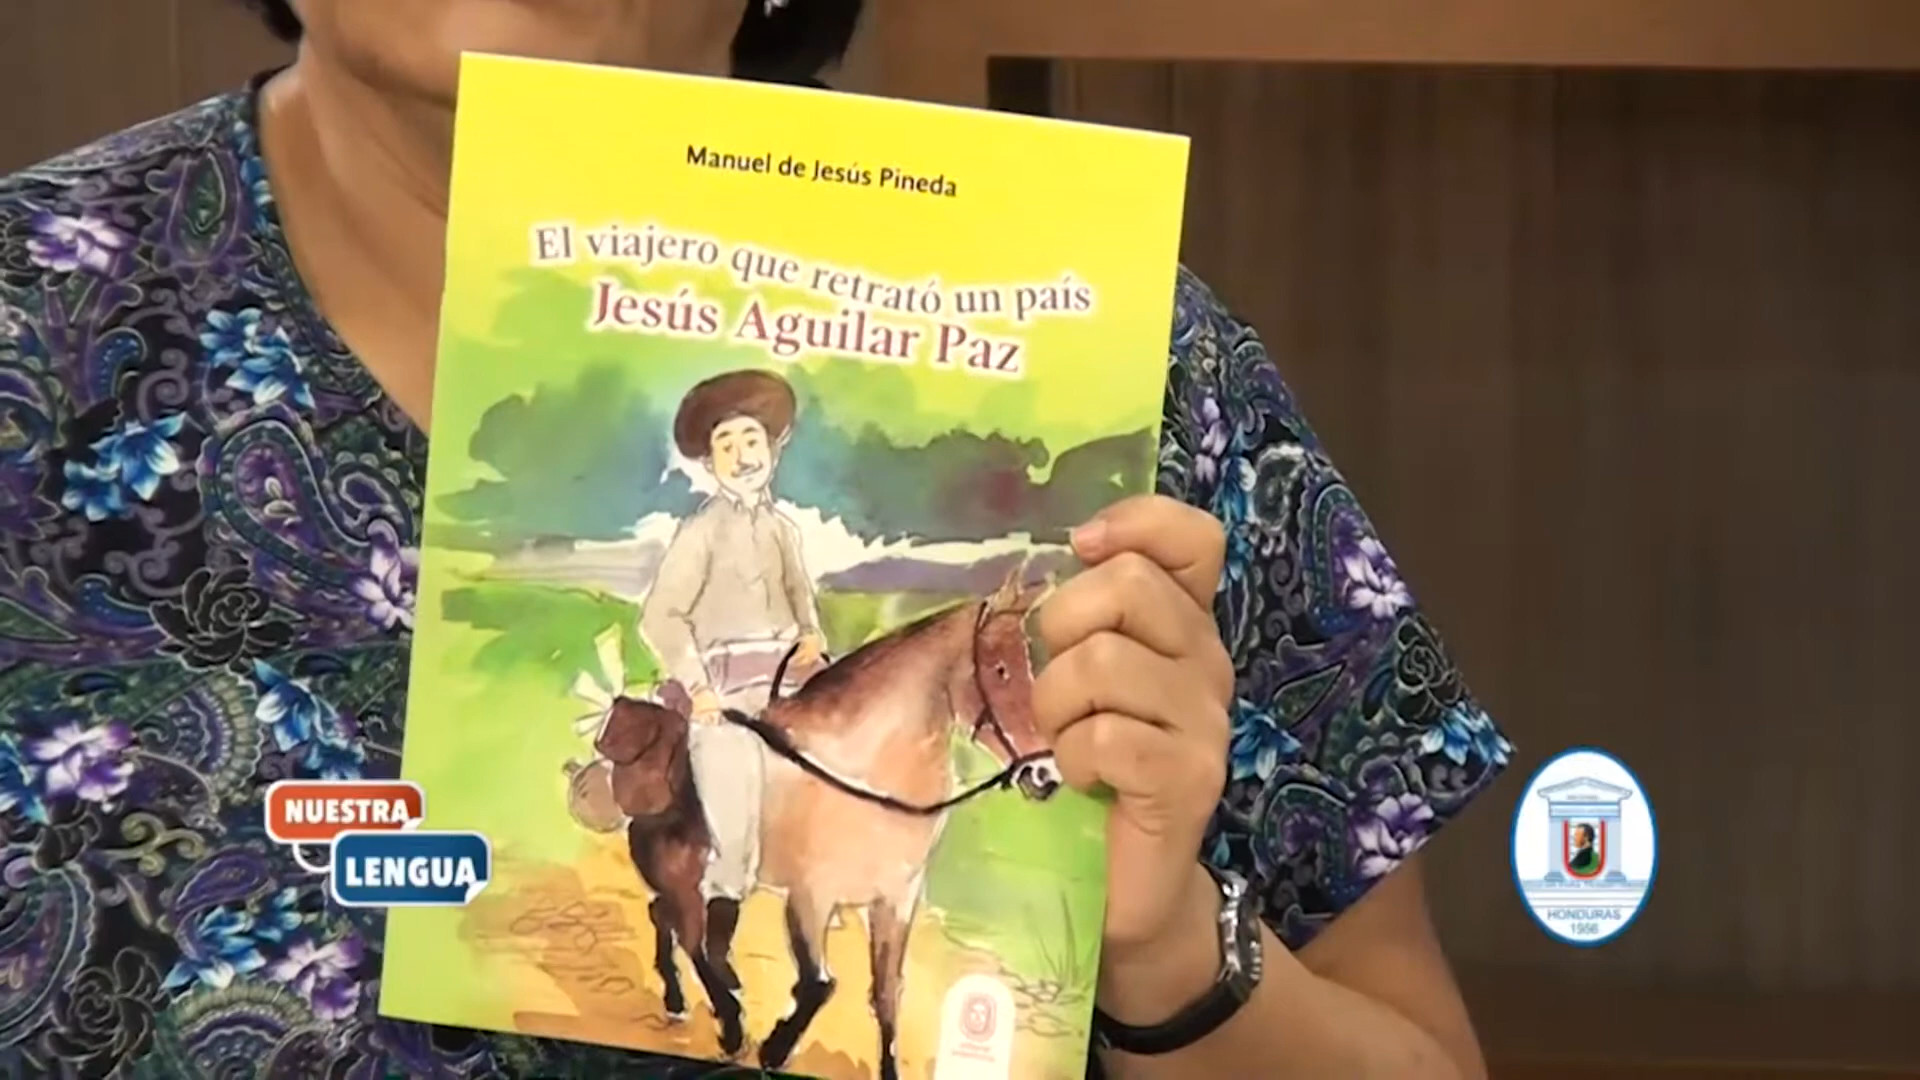 Manuel de Jesús Pineda
El viajero que retrató un país
Jesús Aguilar Paz
NUESTRA
LENGUA
HONDURAS
1956